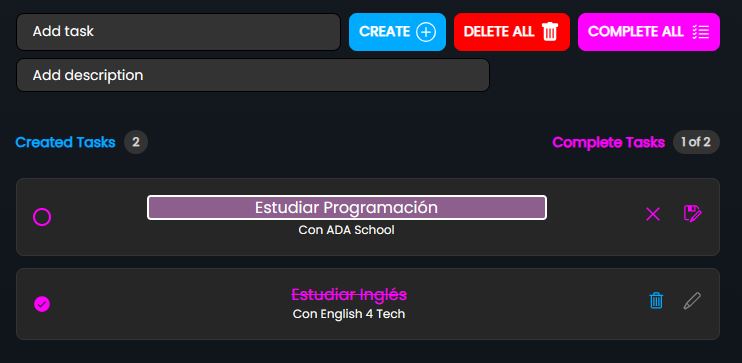 Add task
CREATE
DELETE ALL
COMPLETE ALL
Add description
Created Tasks 2
Complete Tasks 1 of 2
Estudiar Programación
Con ADA School
Estudiar Inglés
Con English 4 Tech